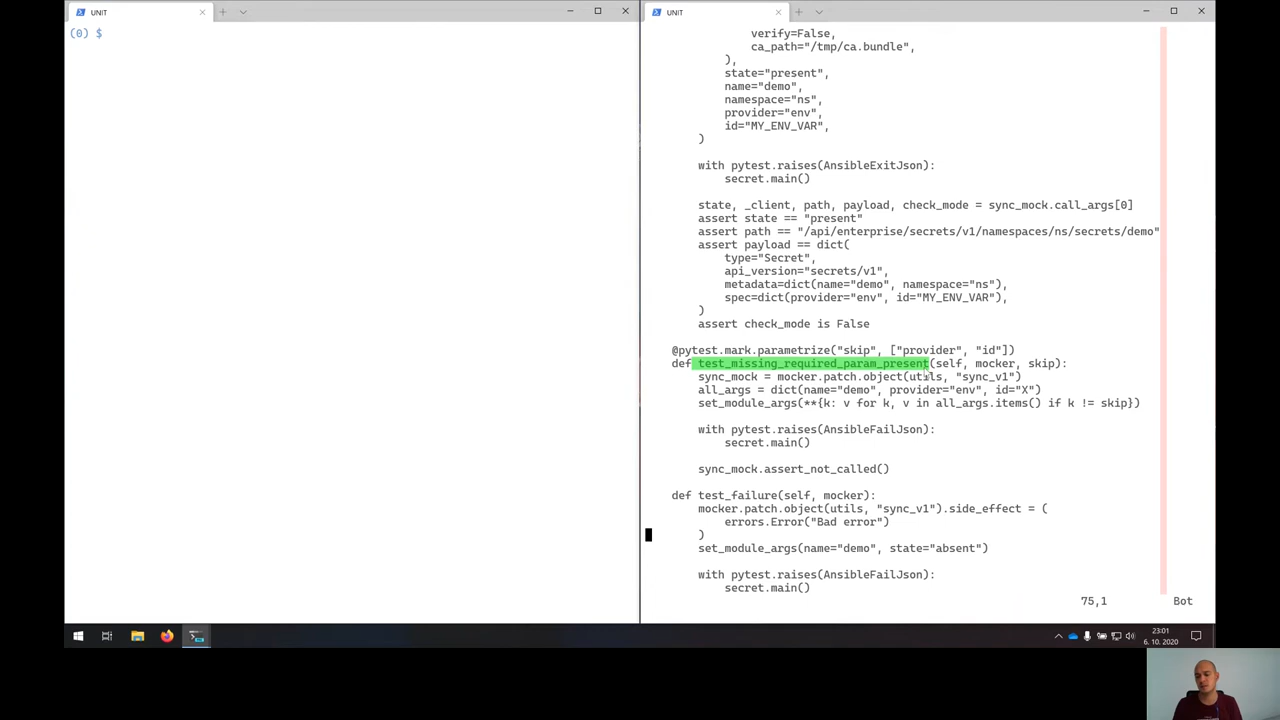 UNIT
(0) $
UNIT
verify=False,
ca_path="/tmp/ca.bundle",
),
state="present",
name="demo",
namespace="ns",
provider="env",
id="MY_ENV_VAR",
)
with pytest.raises(AnsibleExitJson):
secret.main()
state, _client, path, payload, check_mode = sync_mock.call_args[0]
assert state == "present"
assert path == "/api/enterprise/secrets/v1/namespaces/ns/secrets/demo"
assert payload == dict(
type="Secret",
api_version="secrets/v1",
metadata=dict(name="demo", namespace="ns"),
spec=dict(provider="env", id="MY_ENV_VAR"),
)
assert check_mode is False
@pytest.mark.parametrize("skip", ["provider", "id"])
def test_missing_required_param_present(self, mocker, skip):
sync_mock = mocker.patch.object(utils, "sync_v1")
all_args = dict(name="demo", provider="env", id="X")
set_module_args(**{k: v for k, v in all_args.items() if k != skip})
with pytest.raises(AnsibleFailJson):
secret.main()
sync_mock.assert_not_called()
def test_failure(self, mocker):
mocker.patch.object(utils, "sync_v1").side_effect = (
errors.Error("Bad error")
)
set_module_args(name="demo", state="absent")
with pytest.raises(AnsibleFailJson):
secret.main()
75,1 Bot
23:01
6. 10. 2020